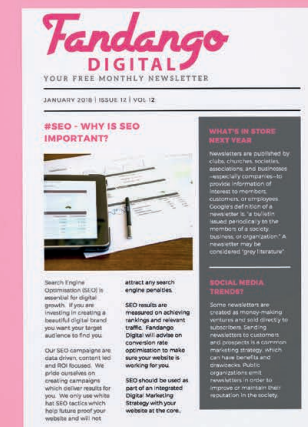 Fandango
DIGITAL
YOUR FREE MONTHLY NEWSLETTER
JANUARY 2018 | ISSUE 12 | VOL 12
#SEO - WHY IS SEO
IMPORTANT?
Search Engine
Optimisation (SEO) is
essential for digital
growth. If you are
investing in creating a
beautiful digital brand
you want your target
audience to find you.
Our SEO campaigns are
data driven, content led
and ROI focused. We
pride ourselves on
creating campaigns
which deliver results for
you. We only use white
hat SEO tactics which
help future proof your
website and will not
attract any search
engine penalties.
SEO results are
measured on achieving
rankings and relevant
traffic. Fandango
Digital will advise on
conversion rate
optimisation to make
sure your website is
working for you.
SEO should be used as
part of an integrated
Digital Marketing
Strategy with your
website at the core.
WHAT'S IN STORE
NEXT YEAR
Newsletters are published by
clubs, churches, societies,
associations, and businesses
—especially companies—to
provide information of
interest to members,
customers, or employees.
Google's definition of a
newsletter is "a bulletin
issued periodically to the
members of a society,
business, or organization." A
newsletter may be
considered "grey literature".
SOCIAL MEDIA
TRENDS?
Some newsletters are
created as money-making
ventures and sold directly to
subscribers. Sending
newsletters to customers
and prospects is a common
marketing strategy, which
can have benefits and
drawbacks. Public
organizations emit
newsletters in order to
improve or maintain their
reputation in the society.